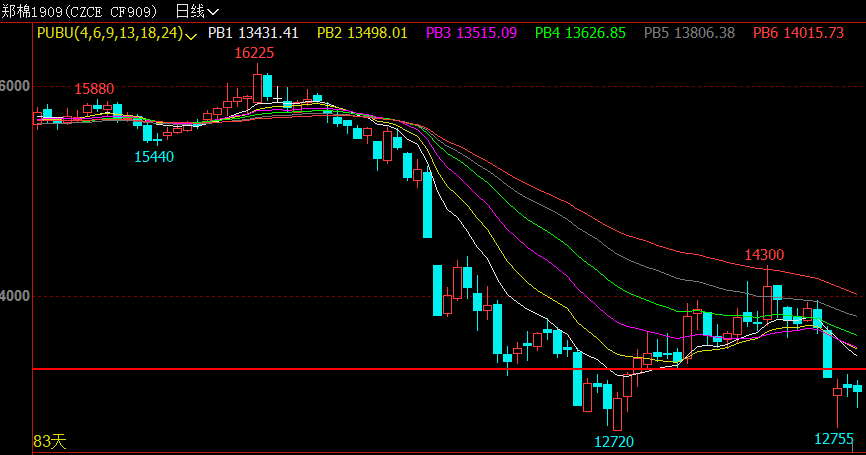 郑棉1909(CZCE CF909) 日线
PUBU(4,6,9,13,18,24) PB1 13431.41 PB2 13498.01 PB3 13515.09 PB4 13626.85 PB5 13806.38 PB6 14015.73
16225
6000
15880
15440
14300
4000
83天
12720
12755